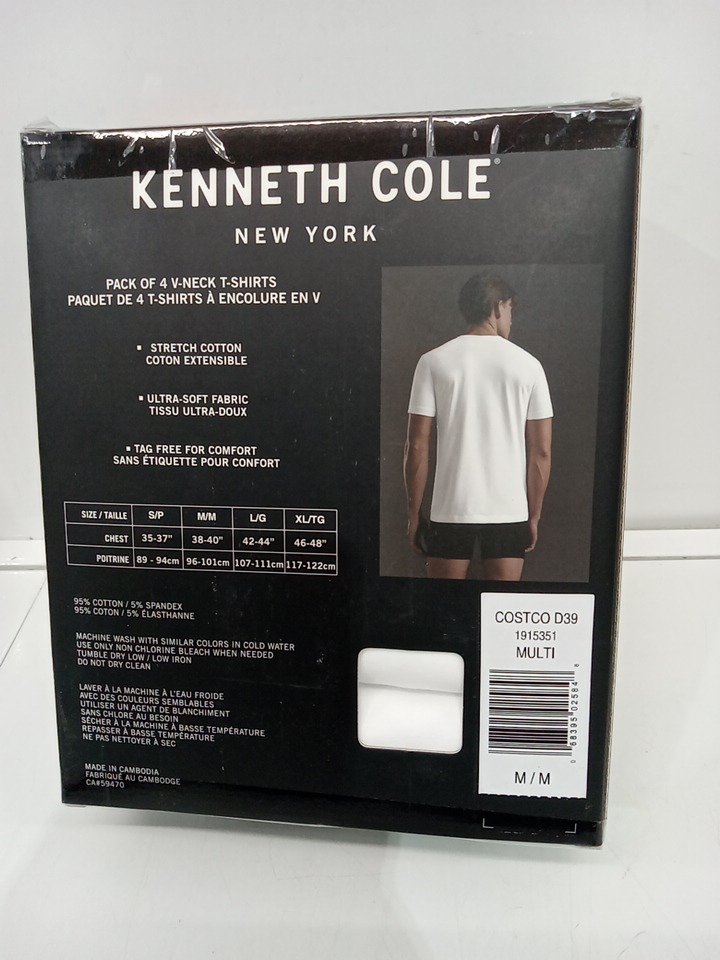 KENNETH COLE®
NEW YORK
PACK OF 4 V-NECK T-SHIRTS
PAQUET DE 4 T-SHIRTS À ENCOLURE EN V
▪ STRETCH COTTON
COTON EXTENSIBLE
▪ ULTRA-SOFT FABRIC
TISSU ULTRA-DOUX
▪ TAG FREE FOR COMFORT
SANS ÉTIQUETTE POUR CONFORT
SIZE / TAILLE S/P M/M L/G XL/TG
CHEST 35-37” 38-40” 42-44” 46-48”
POITRINE 89 - 94cm 96-101cm 107-111cm 117-122cm
95% COTTON / 5% SPANDEX
95% COTON / 5% ÉLASTHANNE
MACHINE WASH WITH SIMILAR COLORS IN COLD WATER
USE ONLY NON CHLORINE BLEACH WHEN NEEDED
TUMBLE DRY LOW / LOW IRON
DO NOT DRY CLEAN
LAVER À LA MACHINE À L'EAU FROIDE
AVEC DES COULEURS SEMBLABLES
UTILISER UN AGENT DE BLANCHIMENT
SANS CHLORE AU BESOIN
SÉCHER À LA MACHINE À BASSE TEMPÉRATURE
REPASSER À BASSE TEMPÉRATURE
NE PAS NETTOYER À SEC
MADE IN CAMBODIA
FABRIQUÉ AU CAMBODGE
CA#59470
COSTCO D39
1915351
MULTI
0 68395 02584 8
M / M